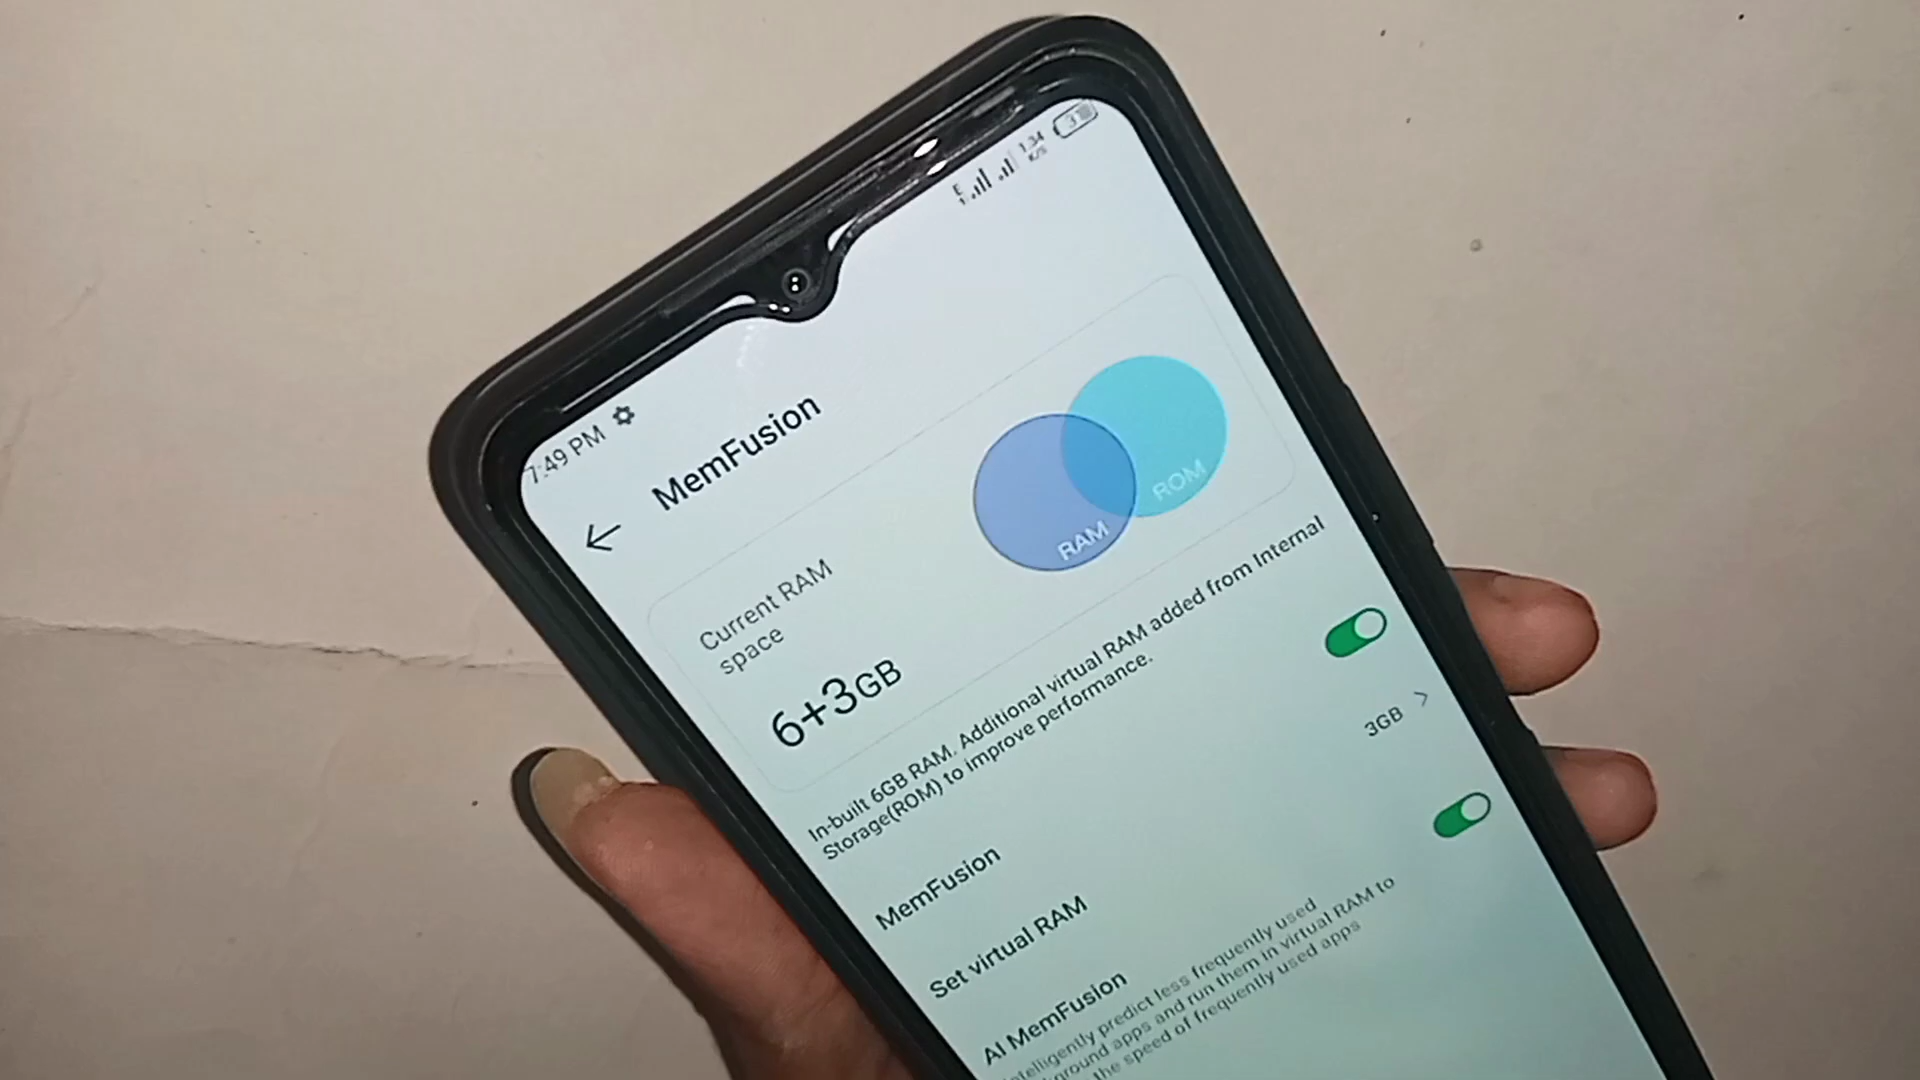 7:49 PM
1.34
K/S
MemFusion
Current RAM
space
6+3GB
RAM
ROM
In-built 6GB RAM. Additional virtual RAM added from Internal
Storage(ROM) to improve performance.
MemFusion
Set virtual RAM
3GB
AI MemFusion
predict less frequently used
apps and run them in virtual RAM to
the speed of frequently used apps